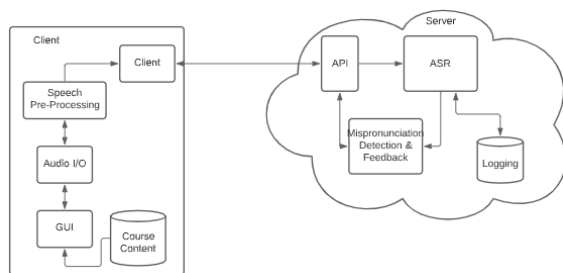 Client
Client
Speech
Pre-Processing
Audio I/O
GUI
Course
Content
Server
API
ASR
Mispronunciation
Detection &
Feedback
Logging